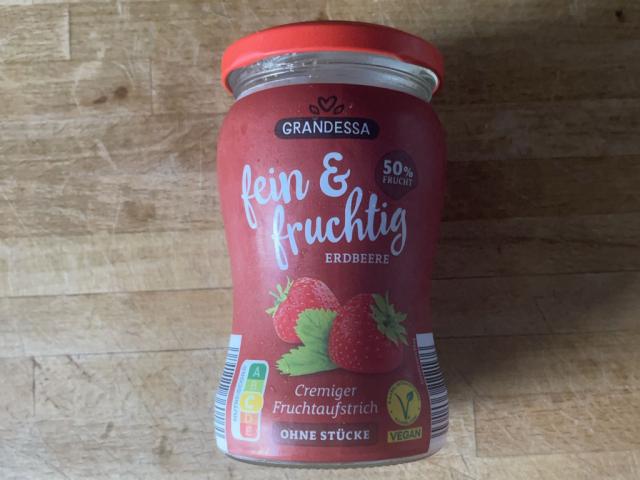 GRANDESSA
fein &
fruchtig
50%
FRUCHT
ERDBEERE
Cremiger
Fruchtaufstrich
OHNE STÜCKE
A
B
C
D
E
V
VEGAN